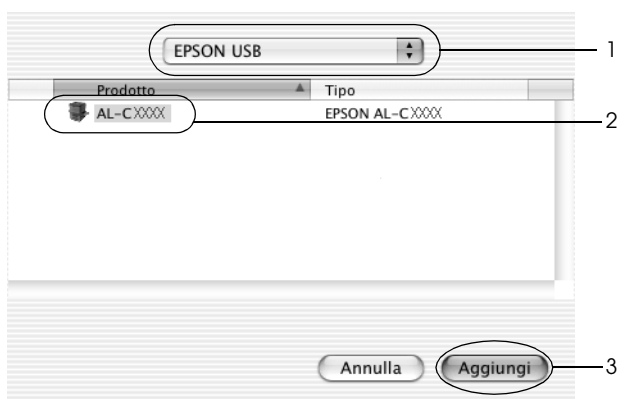 EPSON USB 1
Prodotto Tipo
AL-CXXXX EPSON AL-CXXXX 2
Annulla Aggiungi 3